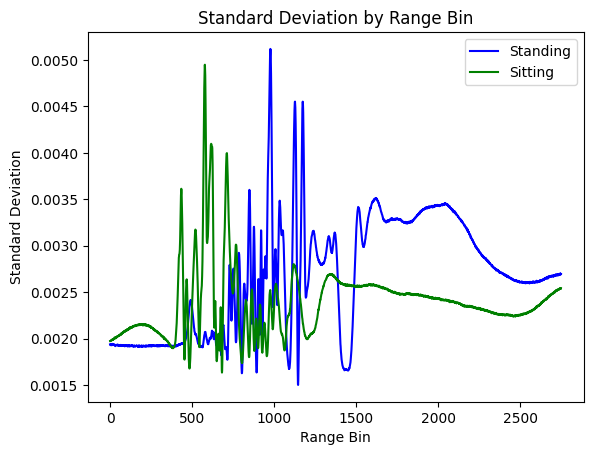 Standard Deviation by Range Bin
Standing
Sitting
0.0050
0.0045
0.0040
0.0035
0.0030
0.0025
0.0020
0.0015
Standard Deviation
0 500 1000 1500 2000 2500
Range Bin